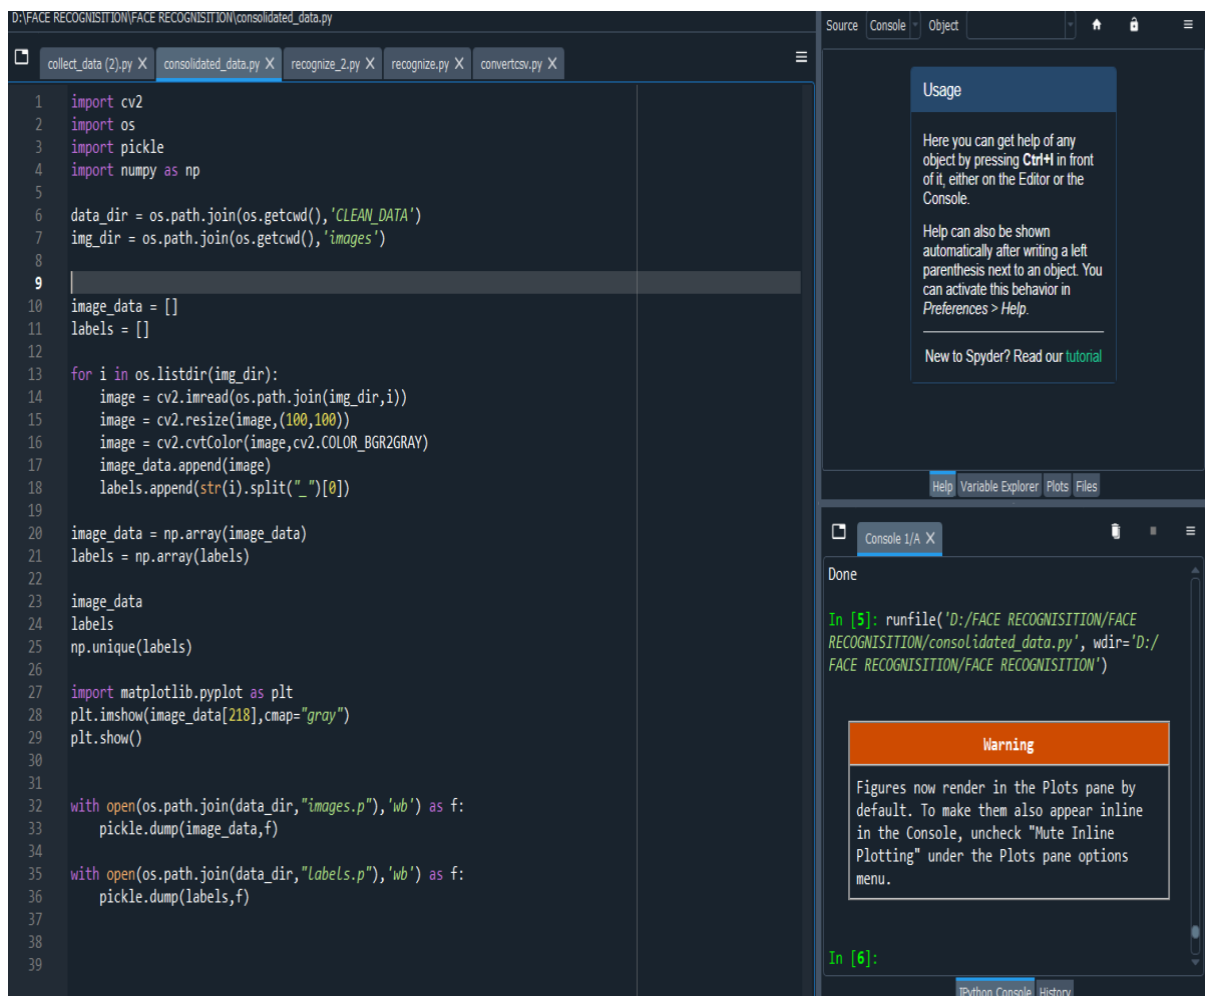 D:\FACE RECOGNISITION\FACE RECOGNISITION\consolidated_data.py
collect_data (2).py X consolidated_data.py X recognize_2.py X recognize.py X convertcsv.py X
1 import cv2
2 import os
3 import pickle
4 import numpy as np
5
6 data_dir = os.path.join(os.getcwd(),'CLEAN_DATA')
7 img_dir = os.path.join(os.getcwd(),'images')
8
9
10 image_data = []
11 labels = []
12
13 for i in os.listdir(img_dir):
14     image = cv2.imread(os.path.join(img_dir,i))
15     image = cv2.resize(image,(100,100))
16     image = cv2.cvtColor(image,cv2.COLOR_BGR2GRAY)
17     image_data.append(image)
18     labels.append(str(i).split("_")[0])
19
20 image_data = np.array(image_data)
21 labels = np.array(labels)
22
23 image_data
24 labels
25 np.unique(labels)
26
27 import matplotlib.pyplot as plt
28 plt.imshow(image_data[218],cmap="gray")
29 plt.show()
30
31
32 with open(os.path.join(data_dir,"images.p"),'wb') as f:
33     pickle.dump(image_data,f)
34
35 with open(os.path.join(data_dir,"labels.p"),'wb') as f:
36     pickle.dump(labels,f)
37
38
39
Source Console Object
Usage
Here you can get help of any
object by pressing Ctrl+I in front
of it, either on the Editor or the
Console.
Help can also be shown
automatically after writing a left
parenthesis next to an object. You
can activate this behavior in
Preferences > Help.
New to Spyder? Read our tutorial
Help Variable Explorer Plots Files
Console 1/A X
Done
In [5]: runfile('D:/FACE RECOGNISITION/FACE
RECOGNISITION/consolidated_data.py', wdir='D:/
FACE RECOGNISITION/FACE RECOGNISITION')
Warning
Figures now render in the Plots pane by
default. To make them also appear inline
in the Console, uncheck "Mute Inline
Plotting" under the Plots pane options
menu.
In [6]:
IPython Console History